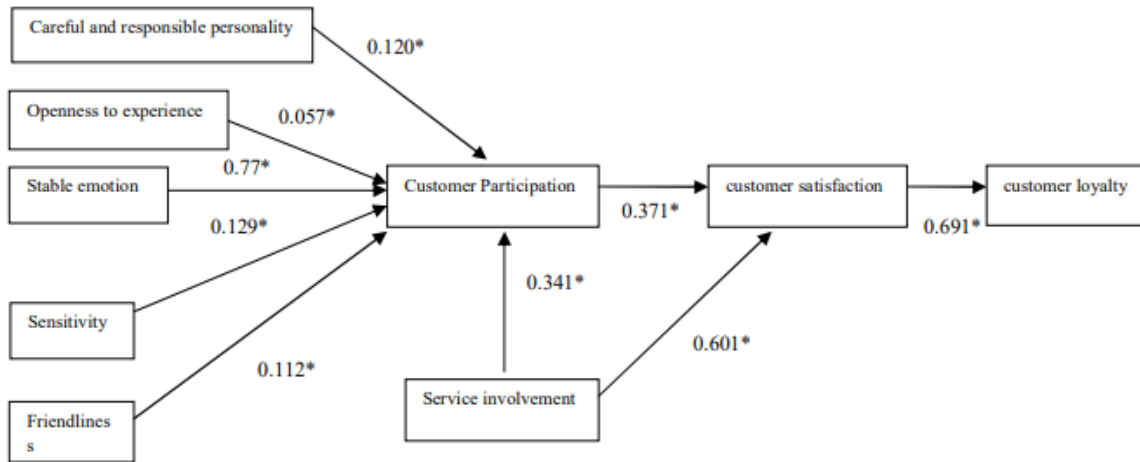 Careful and responsible personality
0.120*
Openness to experience
0.057*
Stable emotion
0.77*
Customer Participation
customer satisfaction
customer loyalty
0.371*
0.691*
0.129*
0.341*
Sensitivity
0.601*
0.112*
Service involvement
Friendlines
s